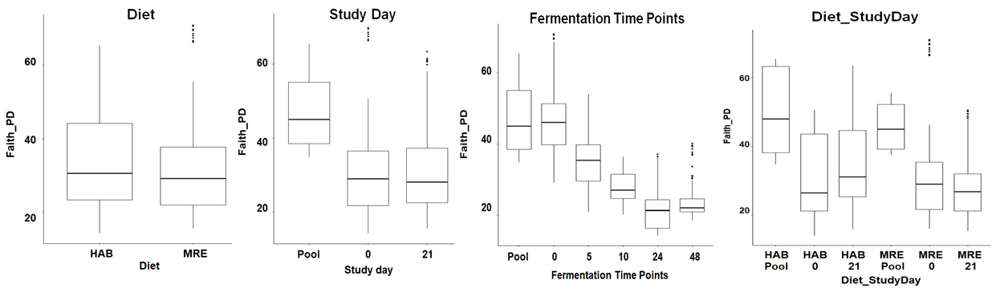 Diet
Faith_PD
60
40
20
HAB MRE
Diet
Study Day
Faith_PD
60
40
20
Pool 0 21
Study day
Fermentation Time Points
Faith_PD
60
40
20
Pool 0 5 10 24 48
Fermentation Time Points
Diet_StudyDay
Faith_PD
60
40
20
HAB HAB HAB MRE MRE MRE
Pool 0 21 Pool 0 21
Diet_StudyDay